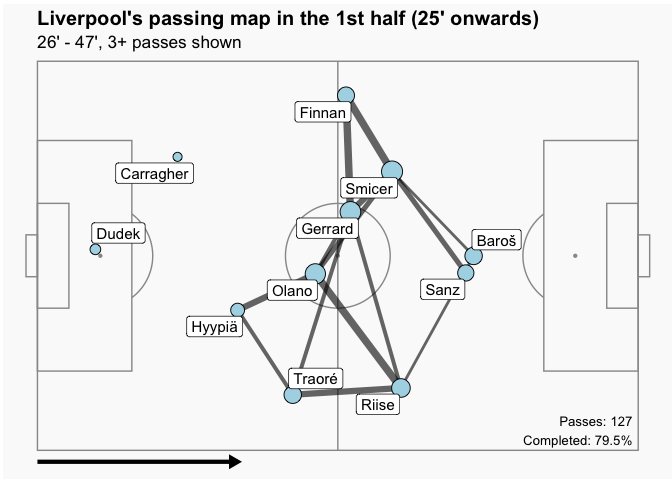 Liverpool's passing map in the 1st half (25' onwards)
26' - 47', 3+ passes shown
Finnan
Carragher
Smicer
Gerrard
Dudek
Baroš
Olano
Sanz
Hyypiä
Traoré
Riise
Passes: 127
Completed: 79.5%